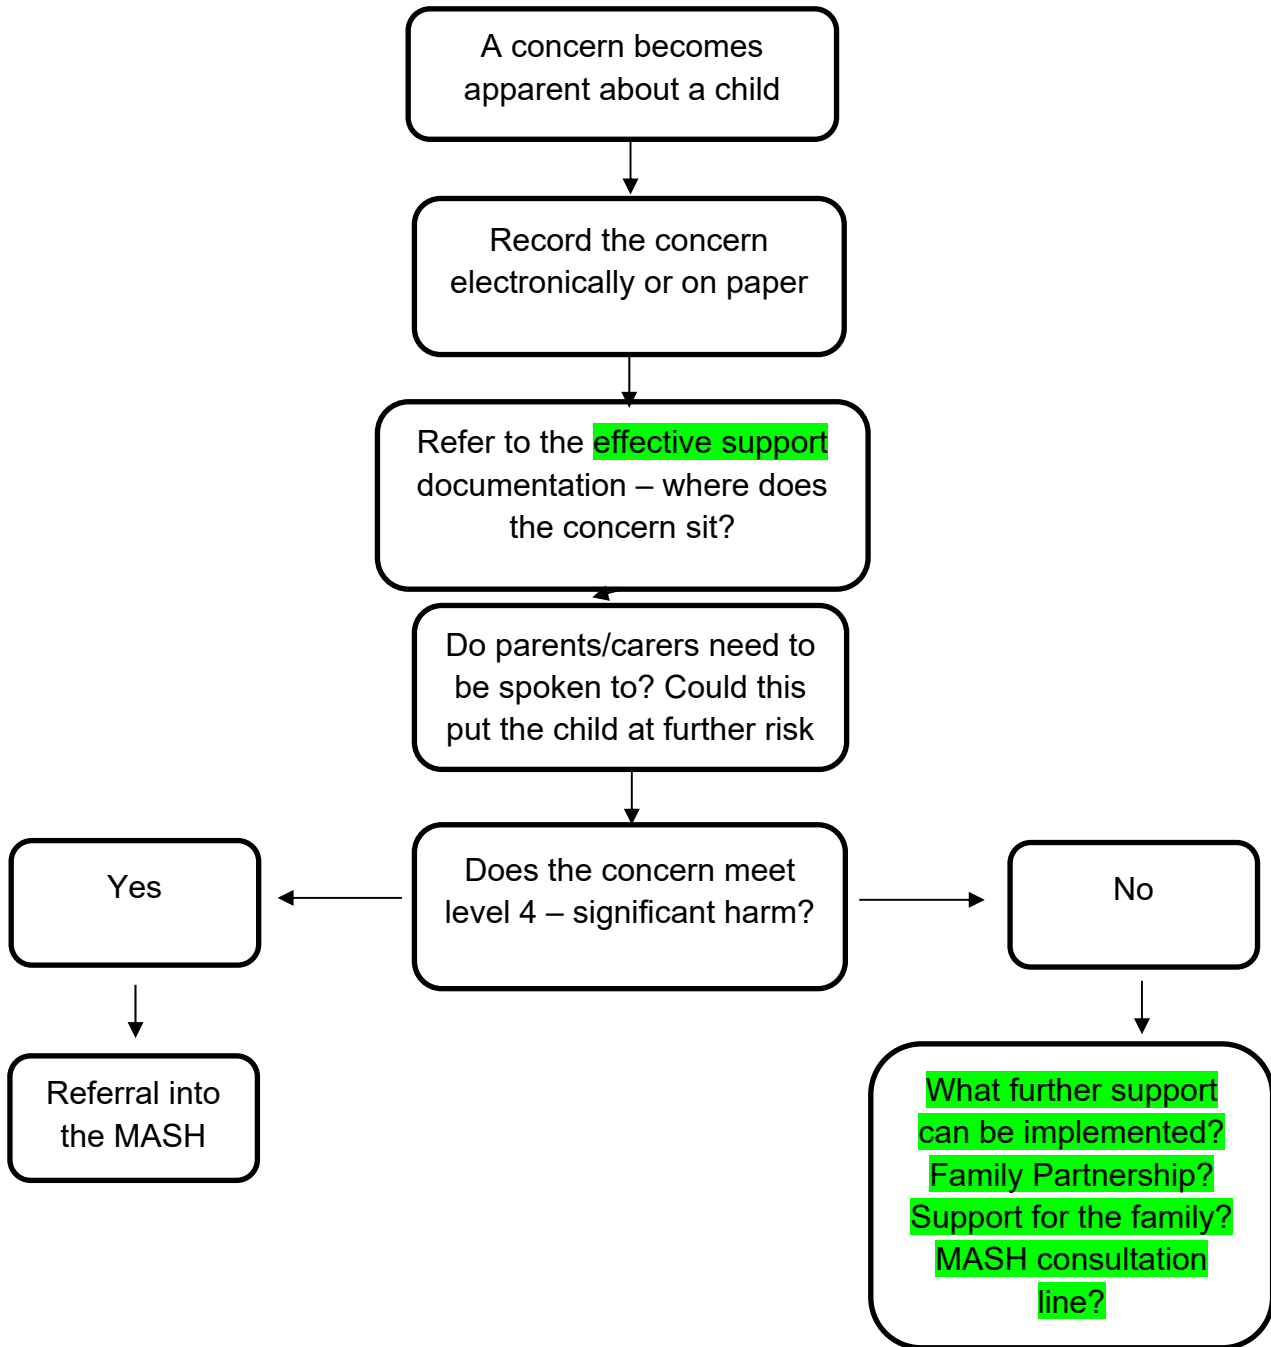 A concern becomes
apparent about a child
Record the concern
electronically or on paper
Refer to the effective support
documentation – where does
the concern sit?
Do parents/carers need to
be spoken to? Could this
put the child at further risk
Does the concern meet
level 4 – significant harm?
Yes
No
Referral into
the MASH
What further support
can be implemented?
Family Partnership?
Support for the family?
MASH consultation
line?